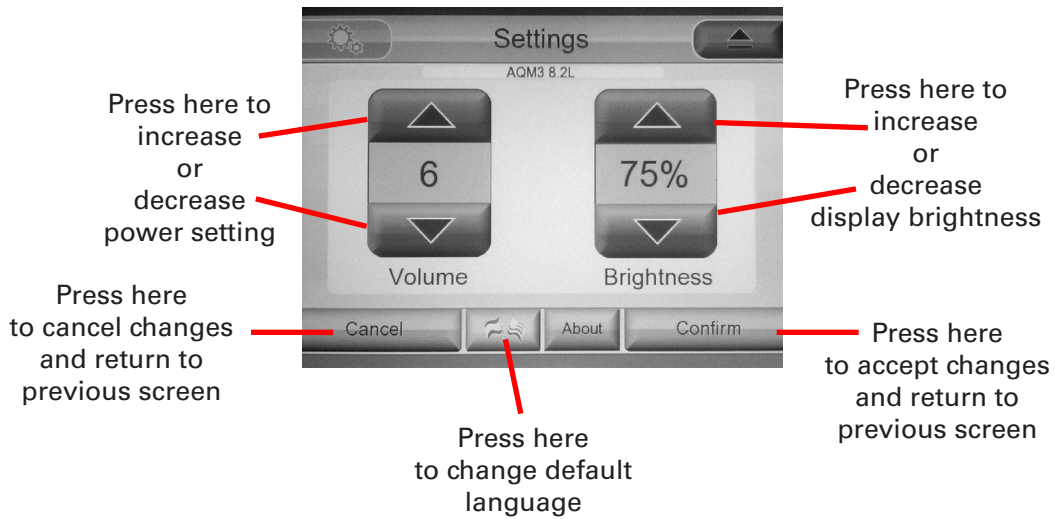 Settings
AQM3 8.2L
Press here to
increase
or
decrease
power setting
6
Volume
75%
Brightness
Press here to
increase
or
decrease
display brightness
Press here
to cancel changes
and return to
previous screen
Cancel
About
Confirm
Press here
to accept changes
and return to
previous screen
Press here
to change default
language